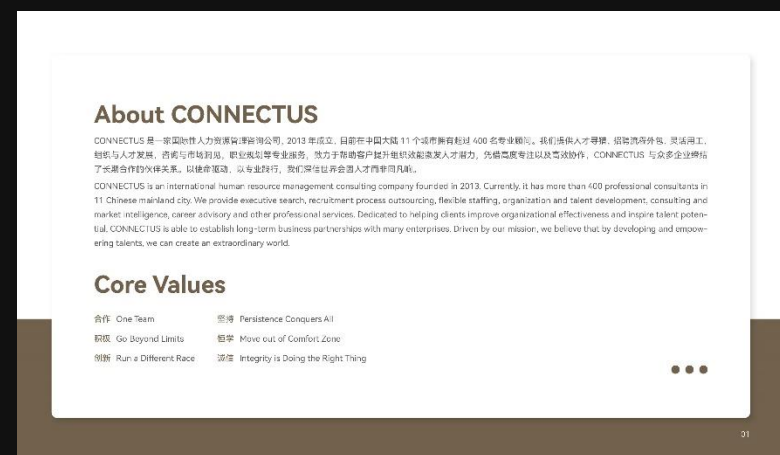 About CONNECTUS
CONNECTUS 是一家国际性人力资源管理咨询公司，2013 年成立，目前在中国大陆 11 个城市拥有超过 400 名专业顾问。我们提供人才寻猎、招聘流程外包、灵活用工、
组织与人才发展、咨询与市场洞见、职业规划等专业服务，致力于帮助客户提升组织效能激发人才潜力，凭借高度专注以及高效协作，CONNECTUS 与众多企业缔结
了长期合作的伙伴关系。以使命驱动，以专业践行，我们深信世界会因人才而非同凡响。
CONNECTUS is an international human resource management consulting company founded in 2013. Currently, it has more than 400 professional consultants in
11 Chinese mainland city. We provide executive search, recruitment process outsourcing, flexible staffing, organization and talent development, consulting and
market intelligence, career advisory and other professional services. Dedicated to helping clients improve organizational effectiveness and inspire talent poten-
tial, CONNECTUS is able to establish long-term business partnerships with many enterprises. Driven by our mission, we believe that by developing and empow-
ering talents, we can create an extraordinary world.
Core Values
合作 One Team 坚持 Persistence Conquers All
积极 Go Beyond Limits 恒学 Move out of Comfort Zone
创新 Run a Different Race 诚信 Integrity is Doing the Right Thing
01